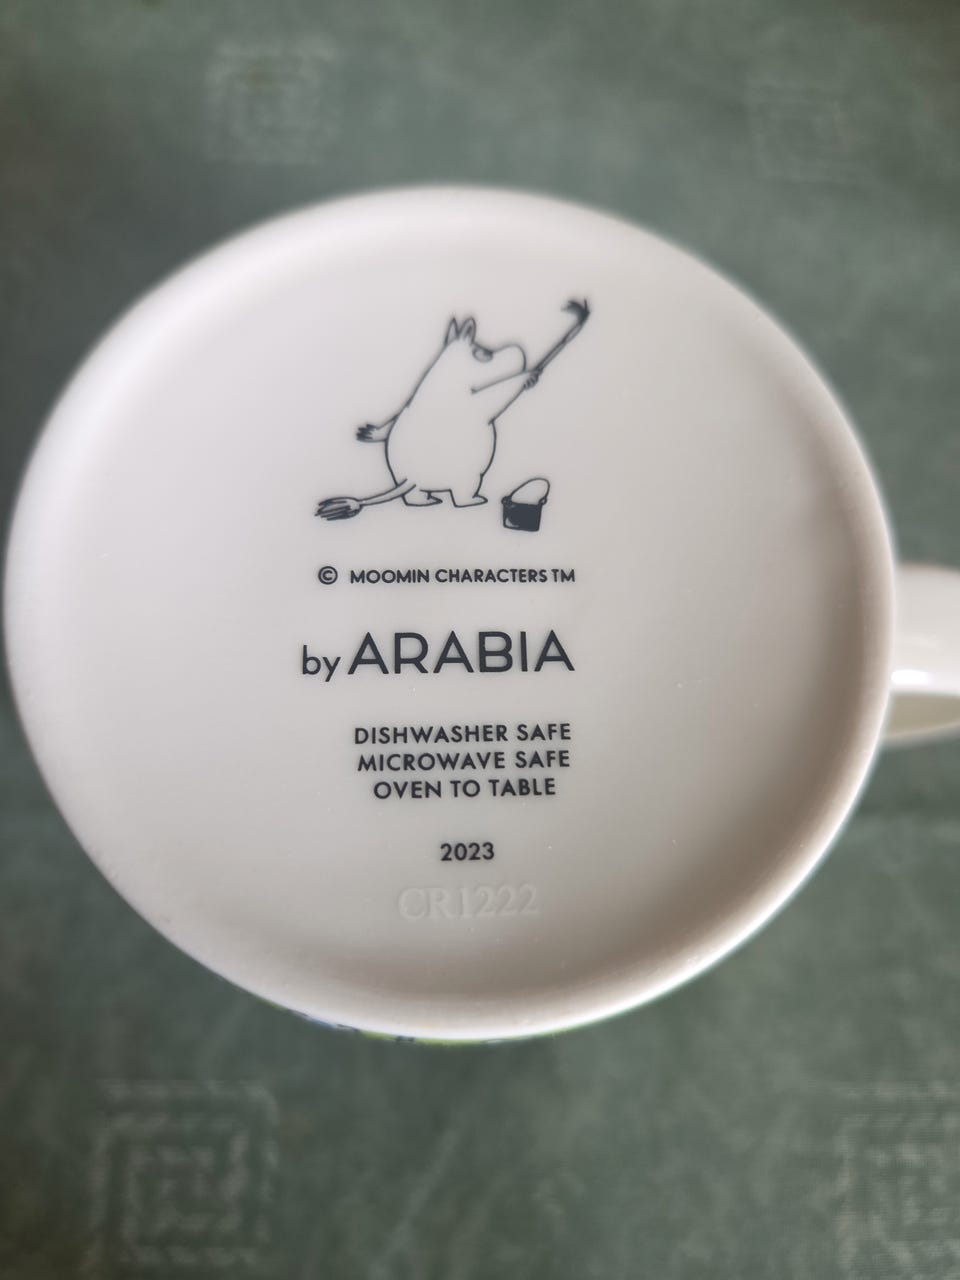 © MOOMIN CHARACTERS TM
by ARABIA
DISHWASHER SAFE
MICROWAVE SAFE
OVEN TO TABLE
2023
CR1222